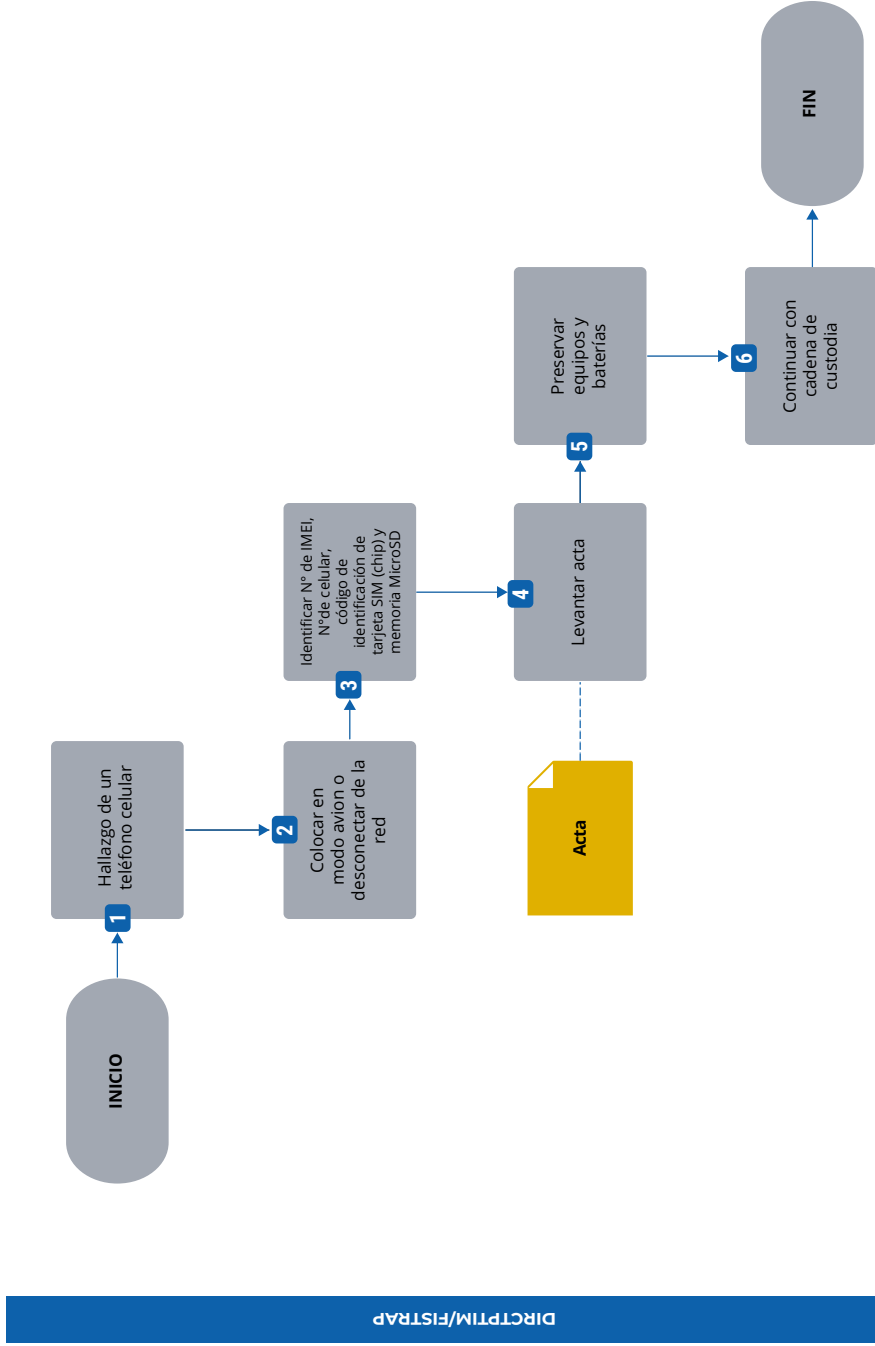 DIRCTPTIM/FISTRAP
INICIO
1
Hallazgo de un
teléfono celular
2
Colocar en
modo avion o
desconectar de la
red
3
Identificar N° de IMEI,
N°de celular,
código de
identificación de
tarjeta SIM (chip) y
memoria MicroSD
4
Levantar acta
Acta
5
Preservar
equipos y
baterías
6
Continuar con
cadena de
custodia
FIN